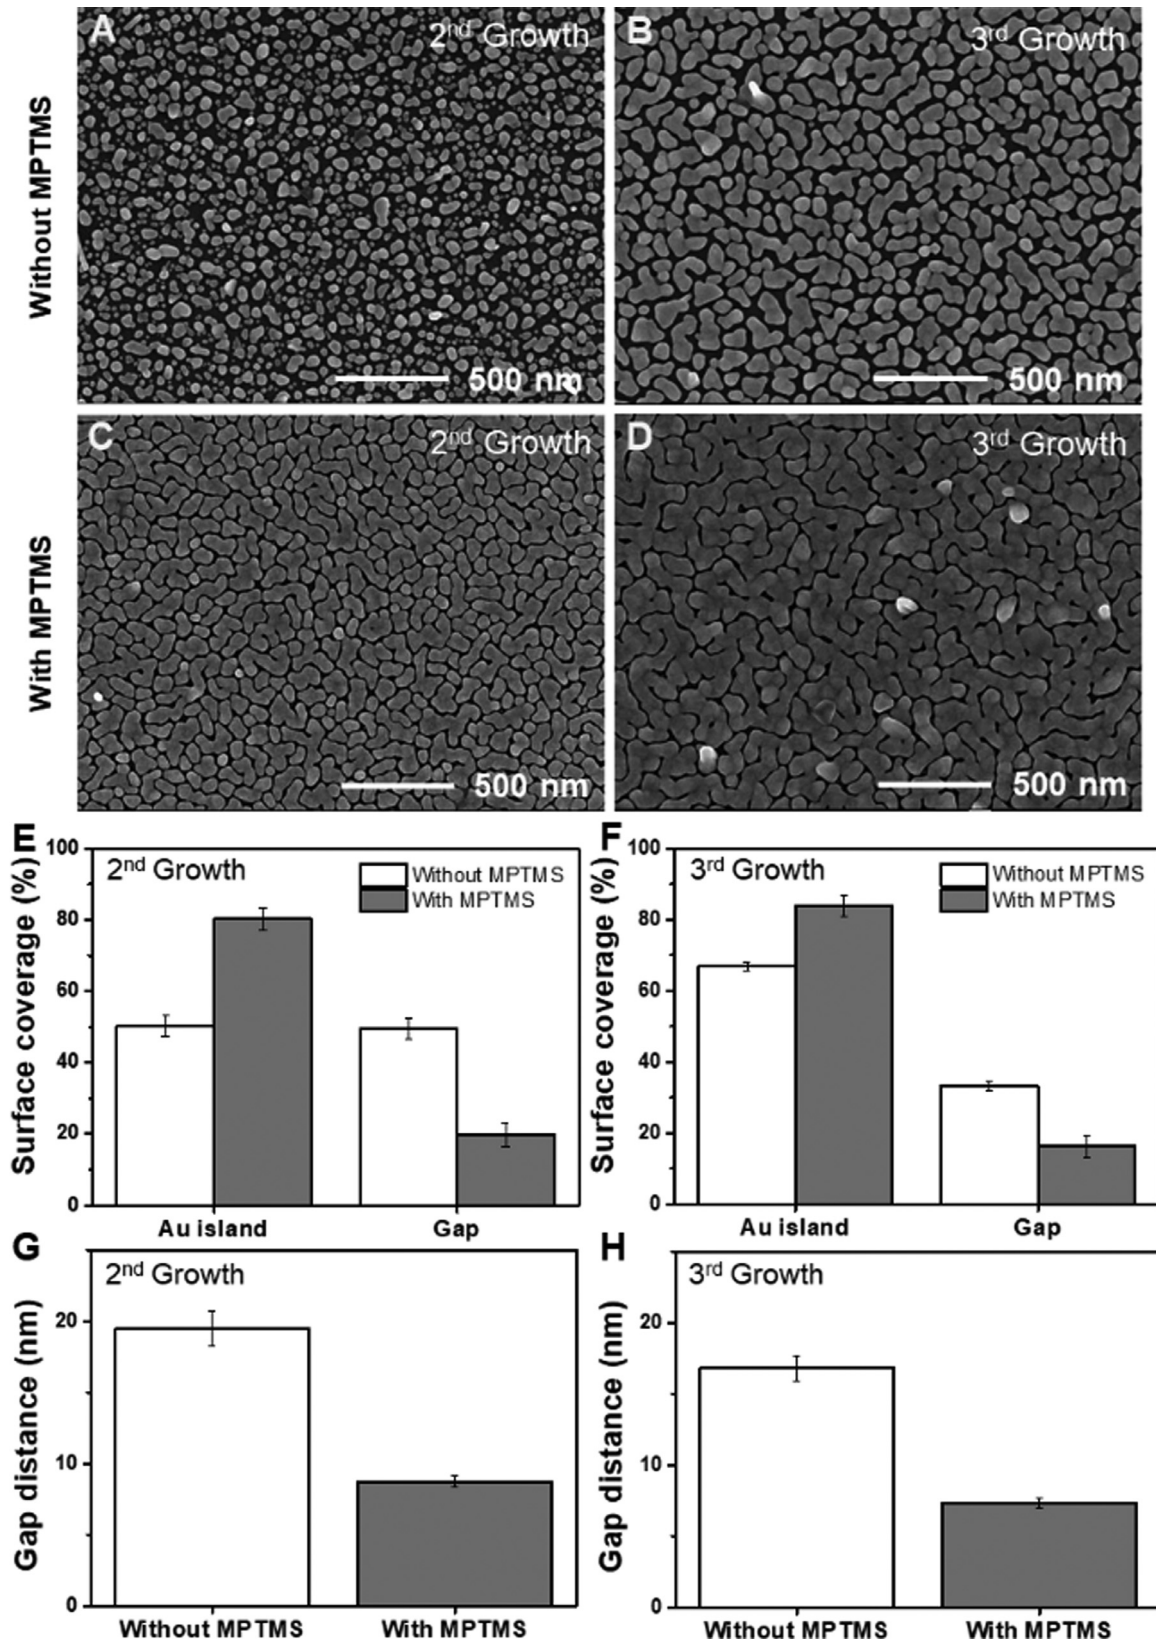 A
2nd Growth
B
3rd Growth
Without MPTMS
500 nm
500 nm
C
2nd Growth
D
3rd Growth
With MPTMS
500 nm
500 nm
E
2nd Growth
Without MPTMS
With MPTMS
Surface coverage (%)
100
80
60
40
20
0
Au island
Gap
F
3rd Growth
Without MPTMS
With MPTMS
Surface coverage (%)
100
80
60
40
20
0
Au island
Gap
G
2nd Growth
Gap distance (nm)
20
10
0
Without MPTMS
With MPTMS
H
3rd Growth
Gap distance (nm)
20
10
0
Without MPTMS
With MPTMS